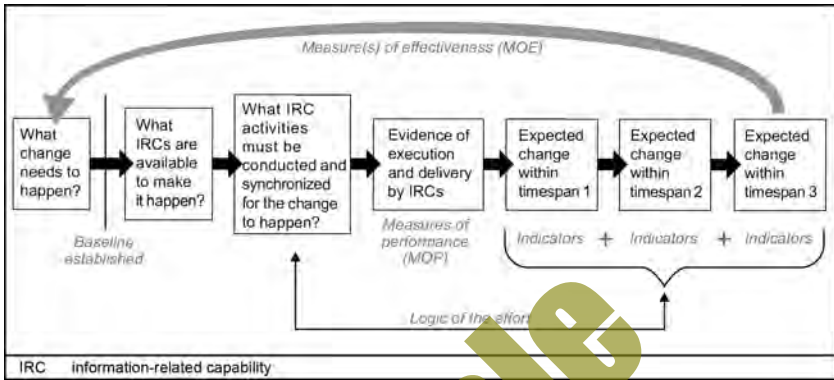 Measure(s) of effectiveness (MOE)
What
change
needs to
happen?
What
IRCs are
available
to make
it happen?
What IRC
activities
must be
conducted and
synchronized
for the change
to happen?
Evidence of
execution
and delivery
by IRCs
Expected
change
within
timespan 1
Expected
change
within
timespan 2
Expected
change
within
timespan 3
Baseline
established
Measures of
performance
(MOP)
Indicators + Indicators + Indicators
Logic of the effort
IRC information-related capability